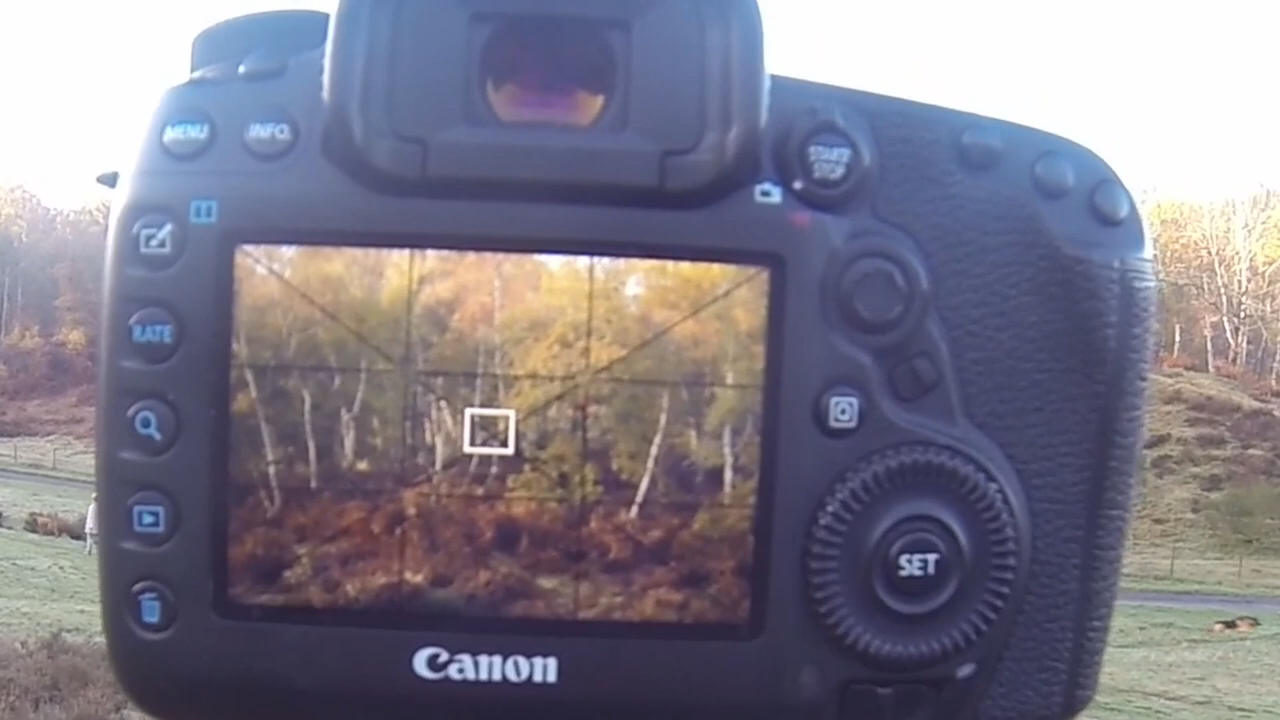 MENU
INFO.
START/
STOP
RATE
Q
SET
Canon